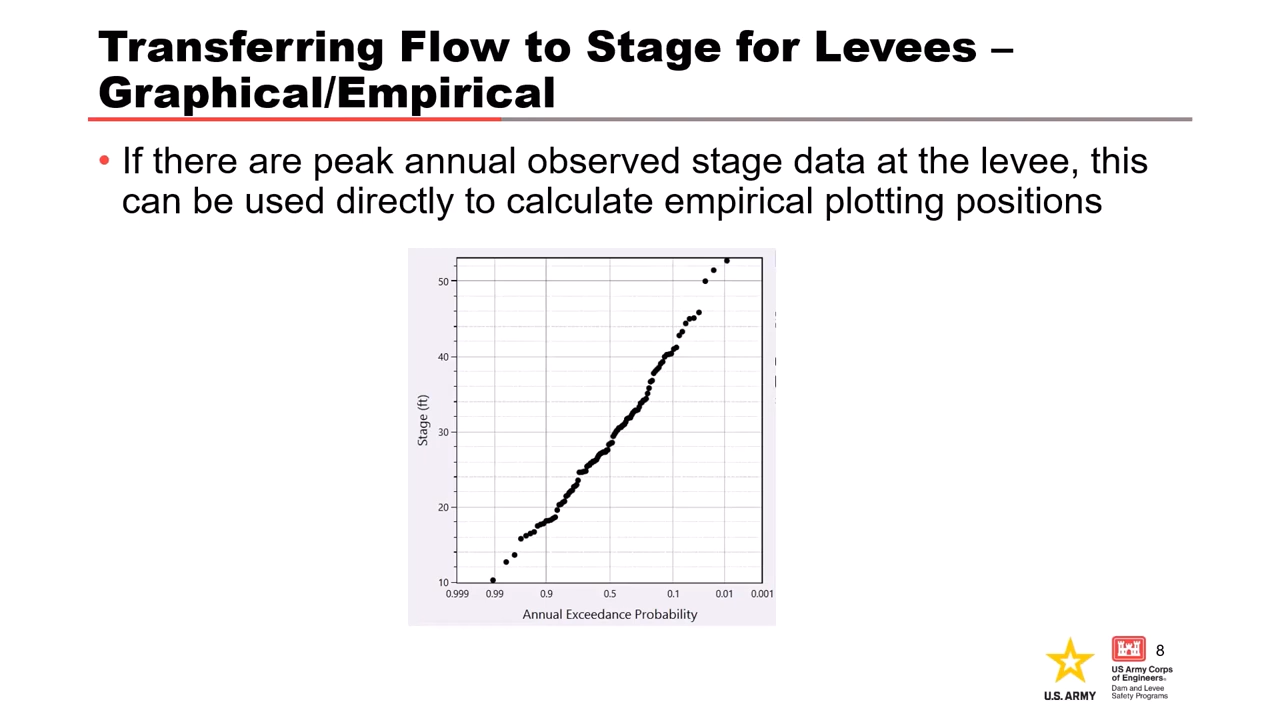 Transferring Flow to Stage for Levees –
Graphical/Empirical
• If there are peak annual observed stage data at the levee, this
can be used directly to calculate empirical plotting positions
50
40
30
20
10
Stage (ft)
0.999 0.99 0.9 0.5 0.1 0.01 0.001
Annual Exceedance Probability
U.S. ARMY
US Army Corps
of Engineers®
Dam and Levee
Safety Programs
8